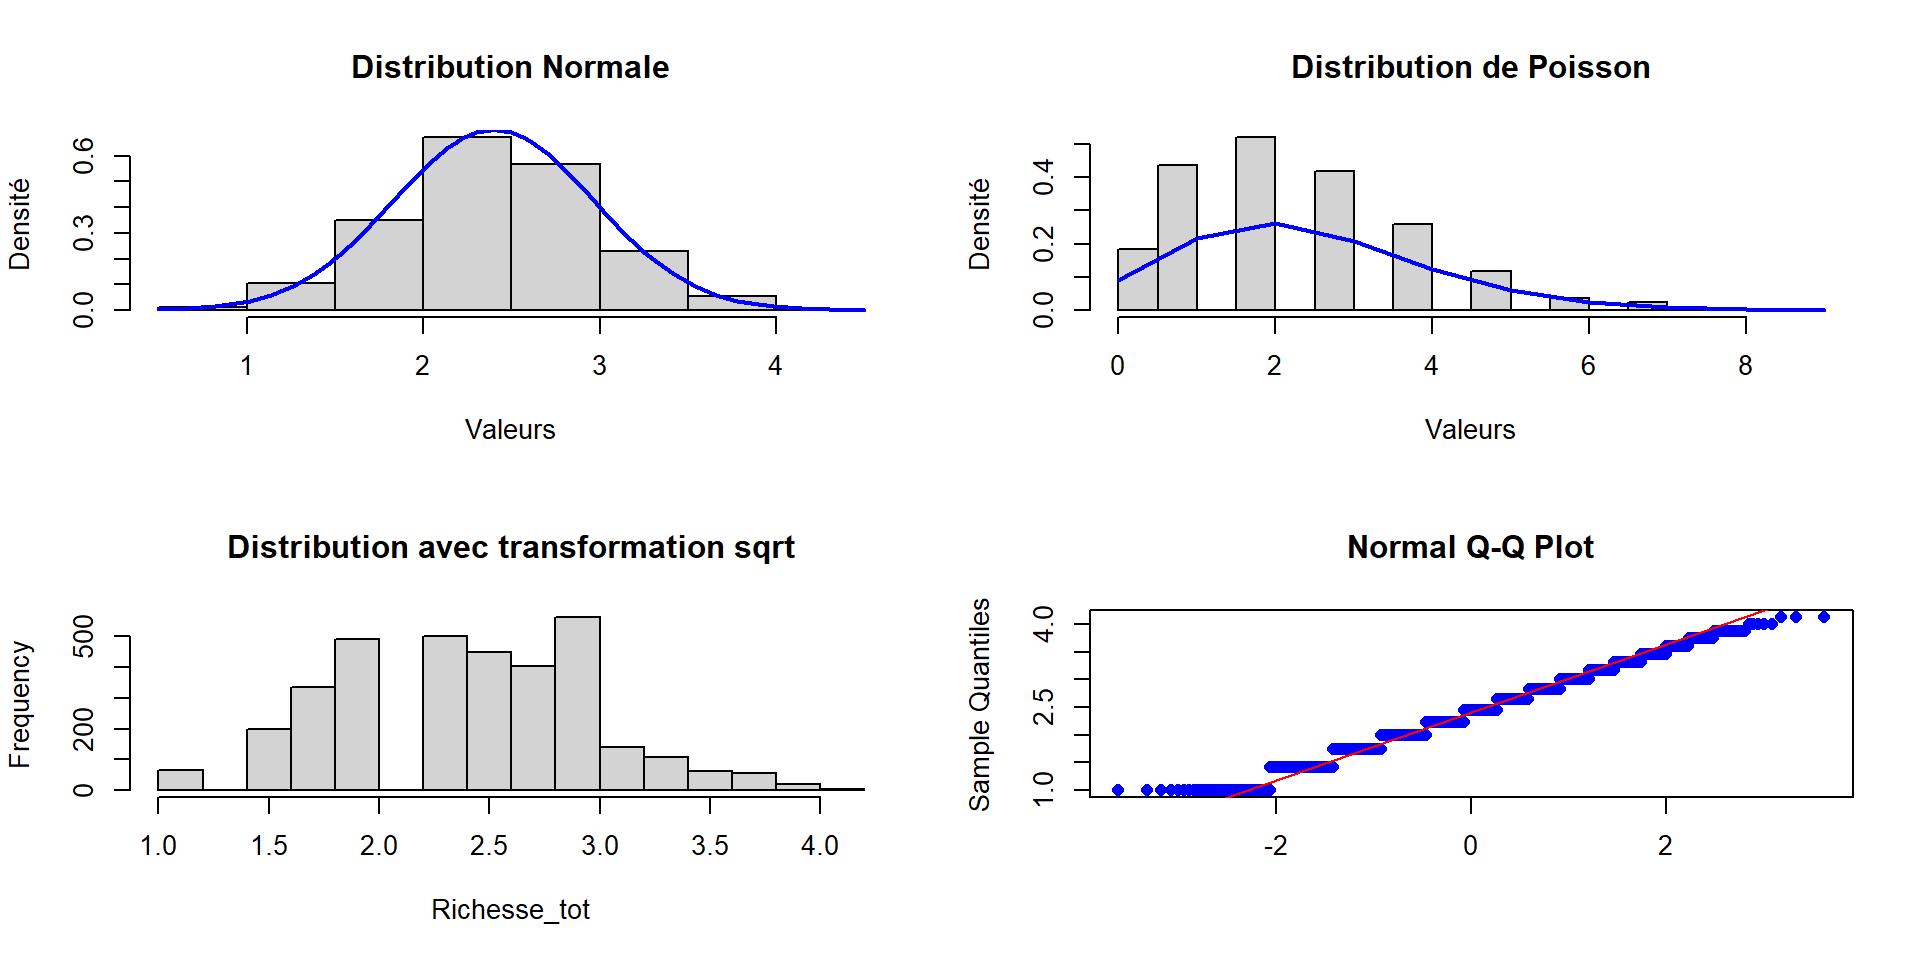 Distribution Normale
Densité
0.0 0.3 0.6
1 2 3 4
Valeurs
Distribution de Poisson
Densité
0.0 0.2 0.4
0 2 4 6 8
Valeurs
Distribution avec transformation sqrt
Frequency
0 200 500
1.0 1.5 2.0 2.5 3.0 3.5 4.0
Richesse_tot
Normal Q-Q Plot
Sample Quantiles
1.0 2.5 4.0
-2 0 2